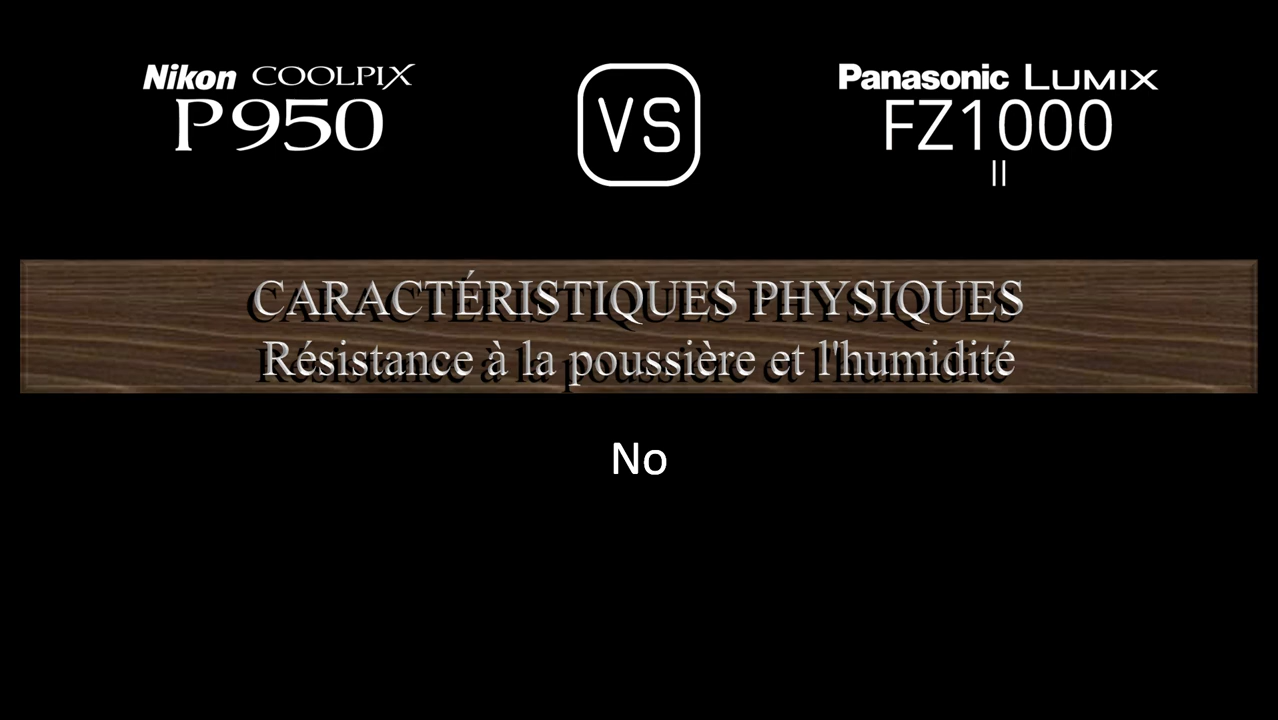 Nikon COOLPIX
P950
VS
Panasonic LUMIX
FZ1000
II
CARACTÉRISTIQUES PHYSIQUES
Résistance à la poussière et l'humidité
No